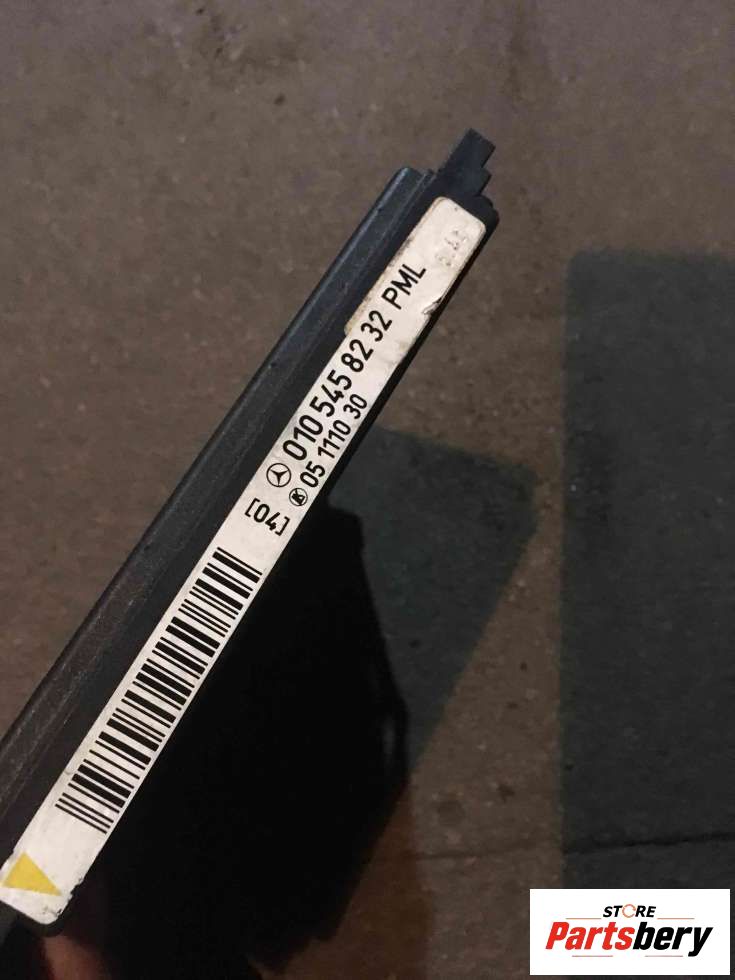 010 545 82 32 PML
05 1110 30
[04]
STORE
Partsbery